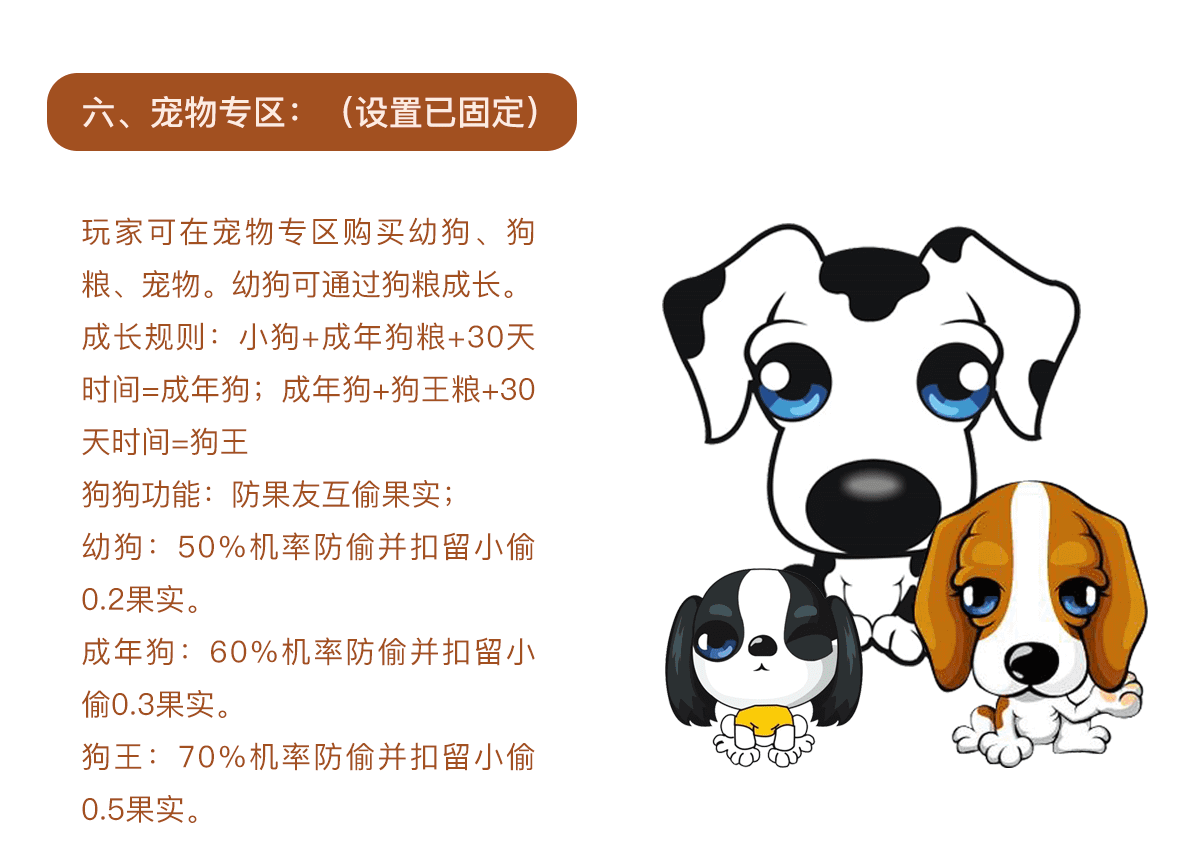 六、宠物专区：（设置已固定）
玩家可在宠物专区购买幼狗、狗
粮、宠物。幼狗可通过狗粮成长。
成长规则：小狗+成年狗粮+30天
时间=成年狗；成年狗+狗王粮+30
天时间=狗王
狗狗功能：防果友互偷果实；
幼狗：50%机率防偷并扣留小偷
0.2果实。
成年狗：60%机率防偷并扣留小
偷0.3果实。
狗王：70%机率防偷并扣留小偷
0.5果实。